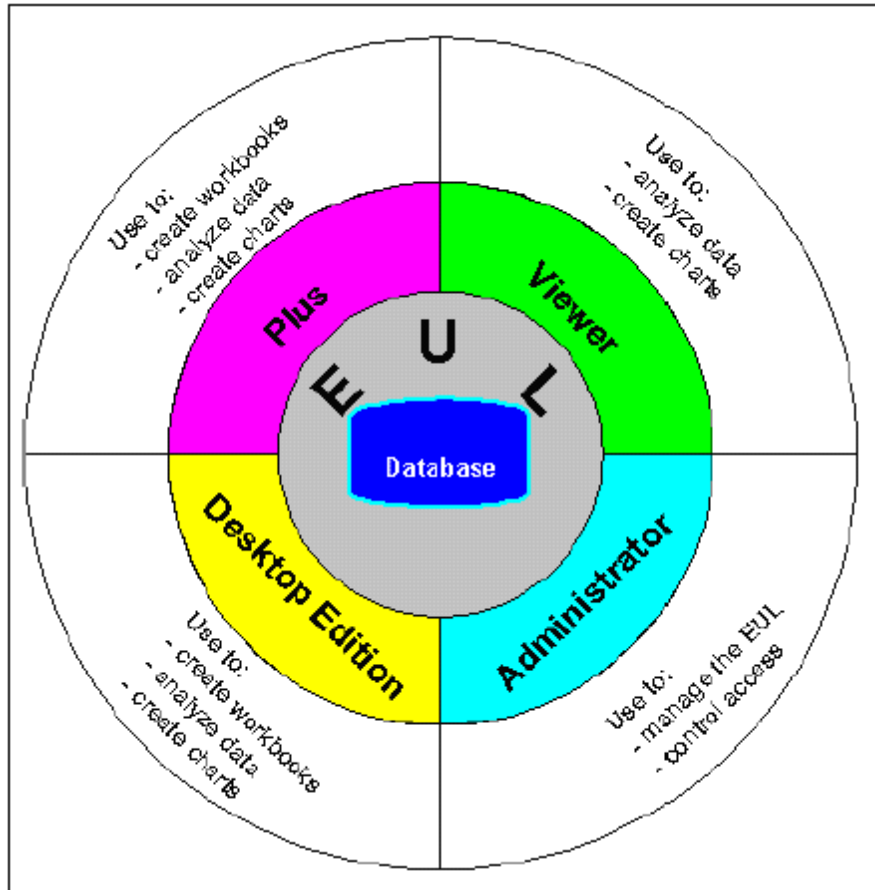 Use to:
- create workbooks
- analyze data
- create charts
Plus
Use to:
- analyze data
- create charts
Viewer
E U L
Database
Desktop Edition
Use to:
- create workbooks
- analyze data
- create charts
Administrator
Use to:
- manage the EUL
- control access